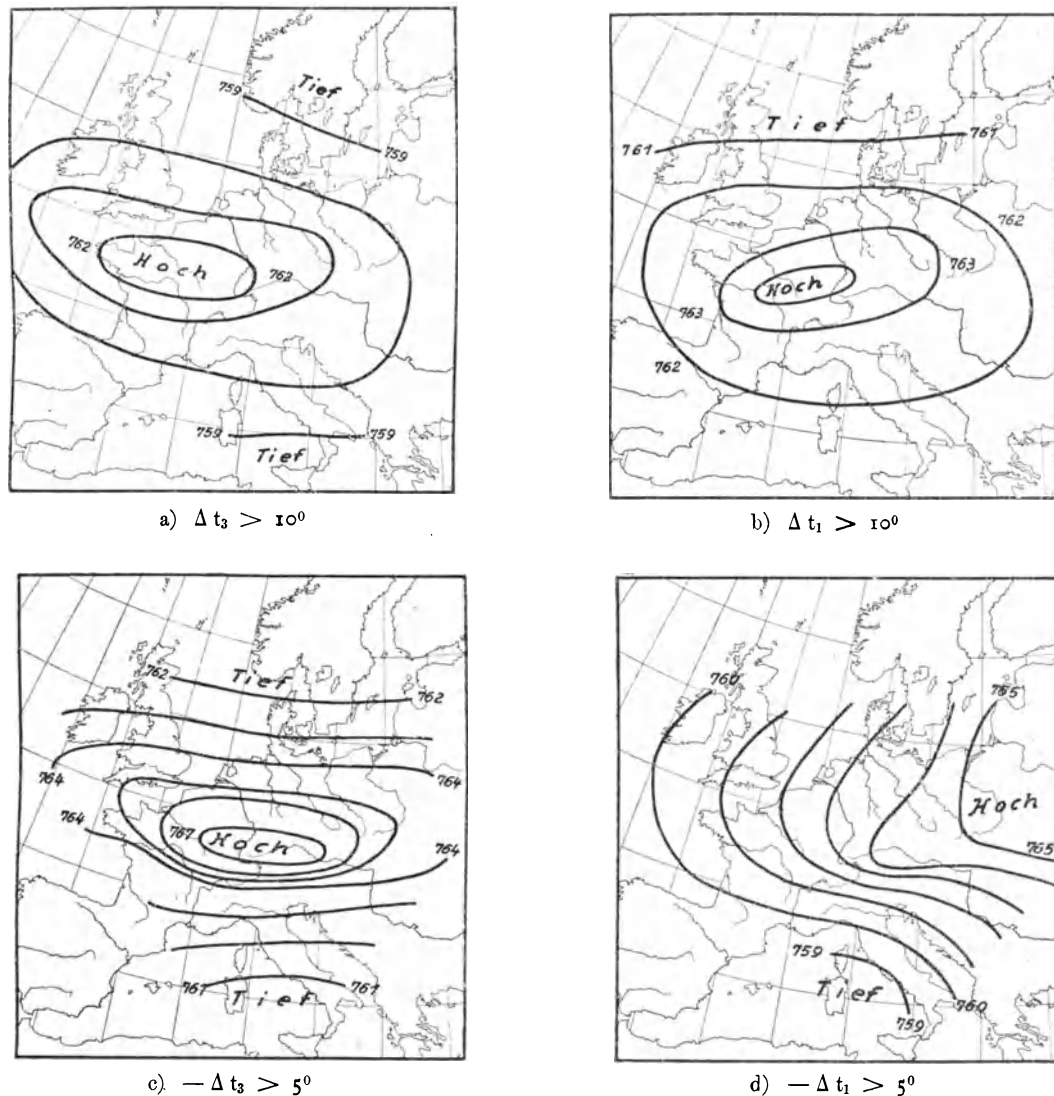 Tief
759
759
762
762
Hoch
759
759
Tief
a) Δ t₃ > 10⁰
Tief
761
761
762
763
Hoch
763
762
b) Δ t₁ > 10⁰
762
Tief
762
764
764
764
767
Hoch
764
761
Tief
761
c) — Δ t₃ > 5⁰
760
765
Hoch
765
759
Tief
760
759
d) — Δ t₁ > 5⁰